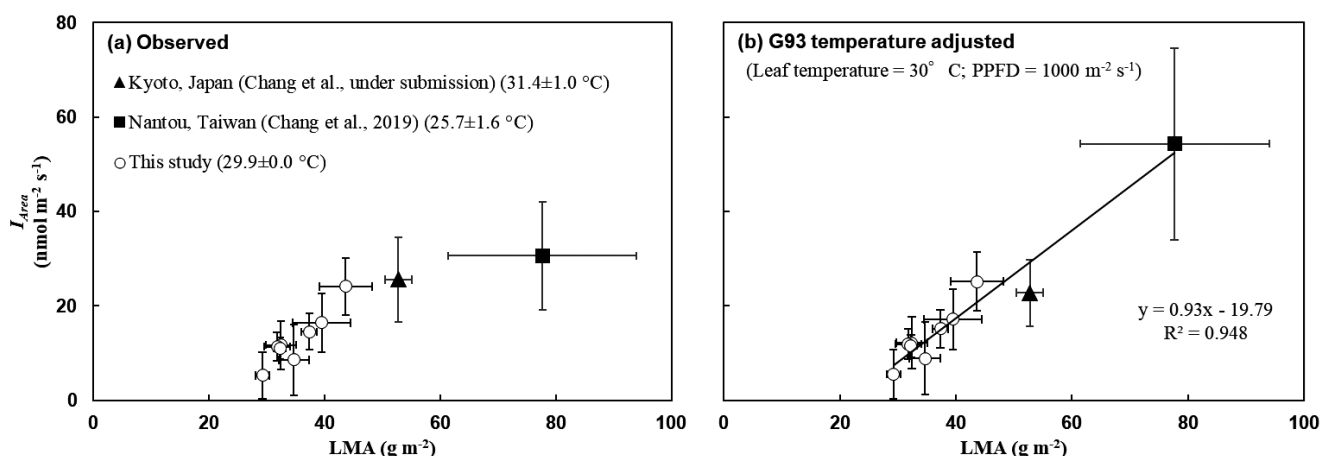 80
60
40
20
0
I_Area
(nmol m⁻² s⁻¹)
(a) Observed
▲Kyoto, Japan (Chang et al., under submission) (31.4±1.0 °C)
■Nantou, Taiwan (Chang et al., 2019) (25.7±1.6 °C)
○This study (29.9±0.0 °C)
0 20 40 60 80 100
LMA (g m⁻²)
(b) G93 temperature adjusted
(Leaf temperature = 30° C; PPFD = 1000 m⁻² s⁻¹)
y = 0.93x - 19.79
R² = 0.948
0 20 40 60 80 100
LMA (g m⁻²)